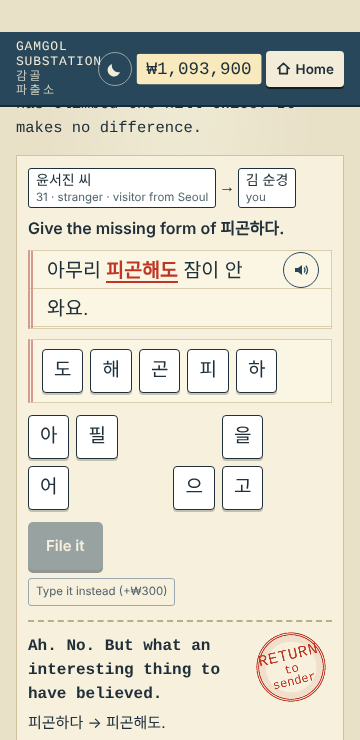 GAMGOL
SUBSTATION
감골
파출소
₩1,093,900
Home
makes no difference.
윤서진 씨
31 · stranger · visitor from Seoul
→
김 순경
you
Give the missing form of 피곤하다.
아무리 피곤해도 잠이 안
와요.
도 해 곤 피 하
아 필 을
어 으 고
File it
Type it instead (+₩300)
Ah. No. But what an
interesting thing to
have believed.
RETURN
to
sender
피곤하다 → 피곤해도.